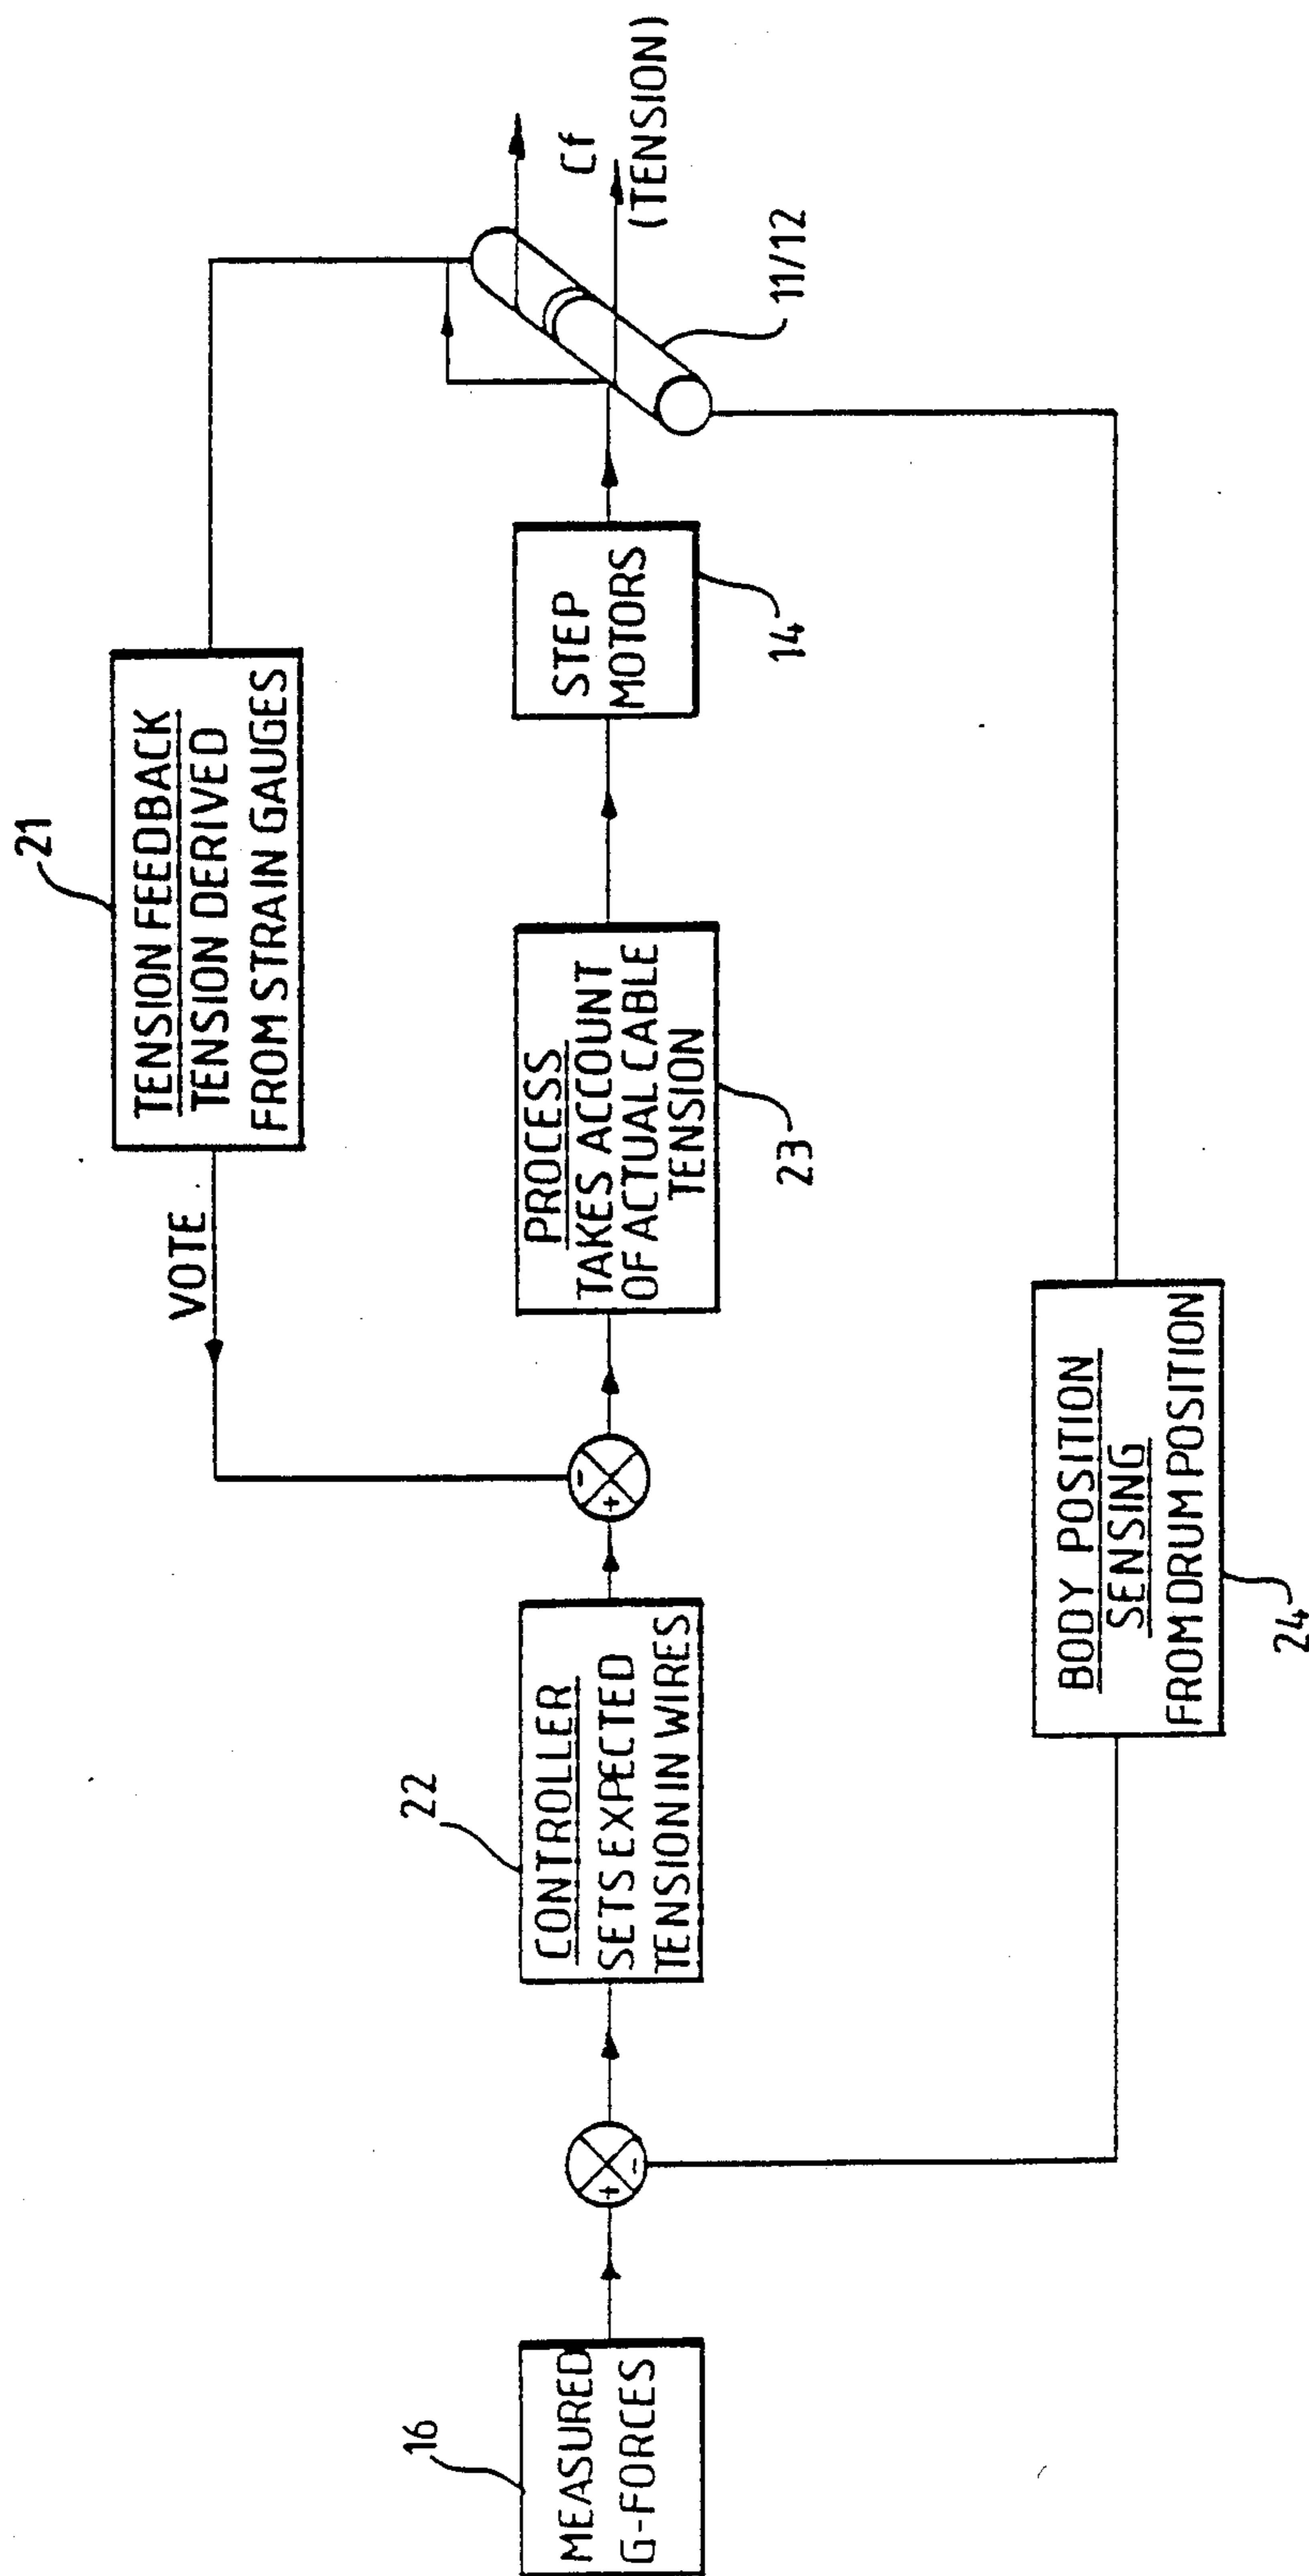 21
TENSION FEEDBACK
TENSION DERIVED
FROM STRAIN GAUGES
VOTE
16
MEASURED
G-FORCES
+
-
22
CONTROLLER
SETS EXPECTED
TENSION IN WIRES
+
-
PROCESS
TAKES ACCOUNT
OF ACTUAL CABLE
TENSION
23
STEP
MOTORS
14
Cf
(TENSION)
11/12
BODY POSITION
SENSING
FROM DRUM POSITION
24